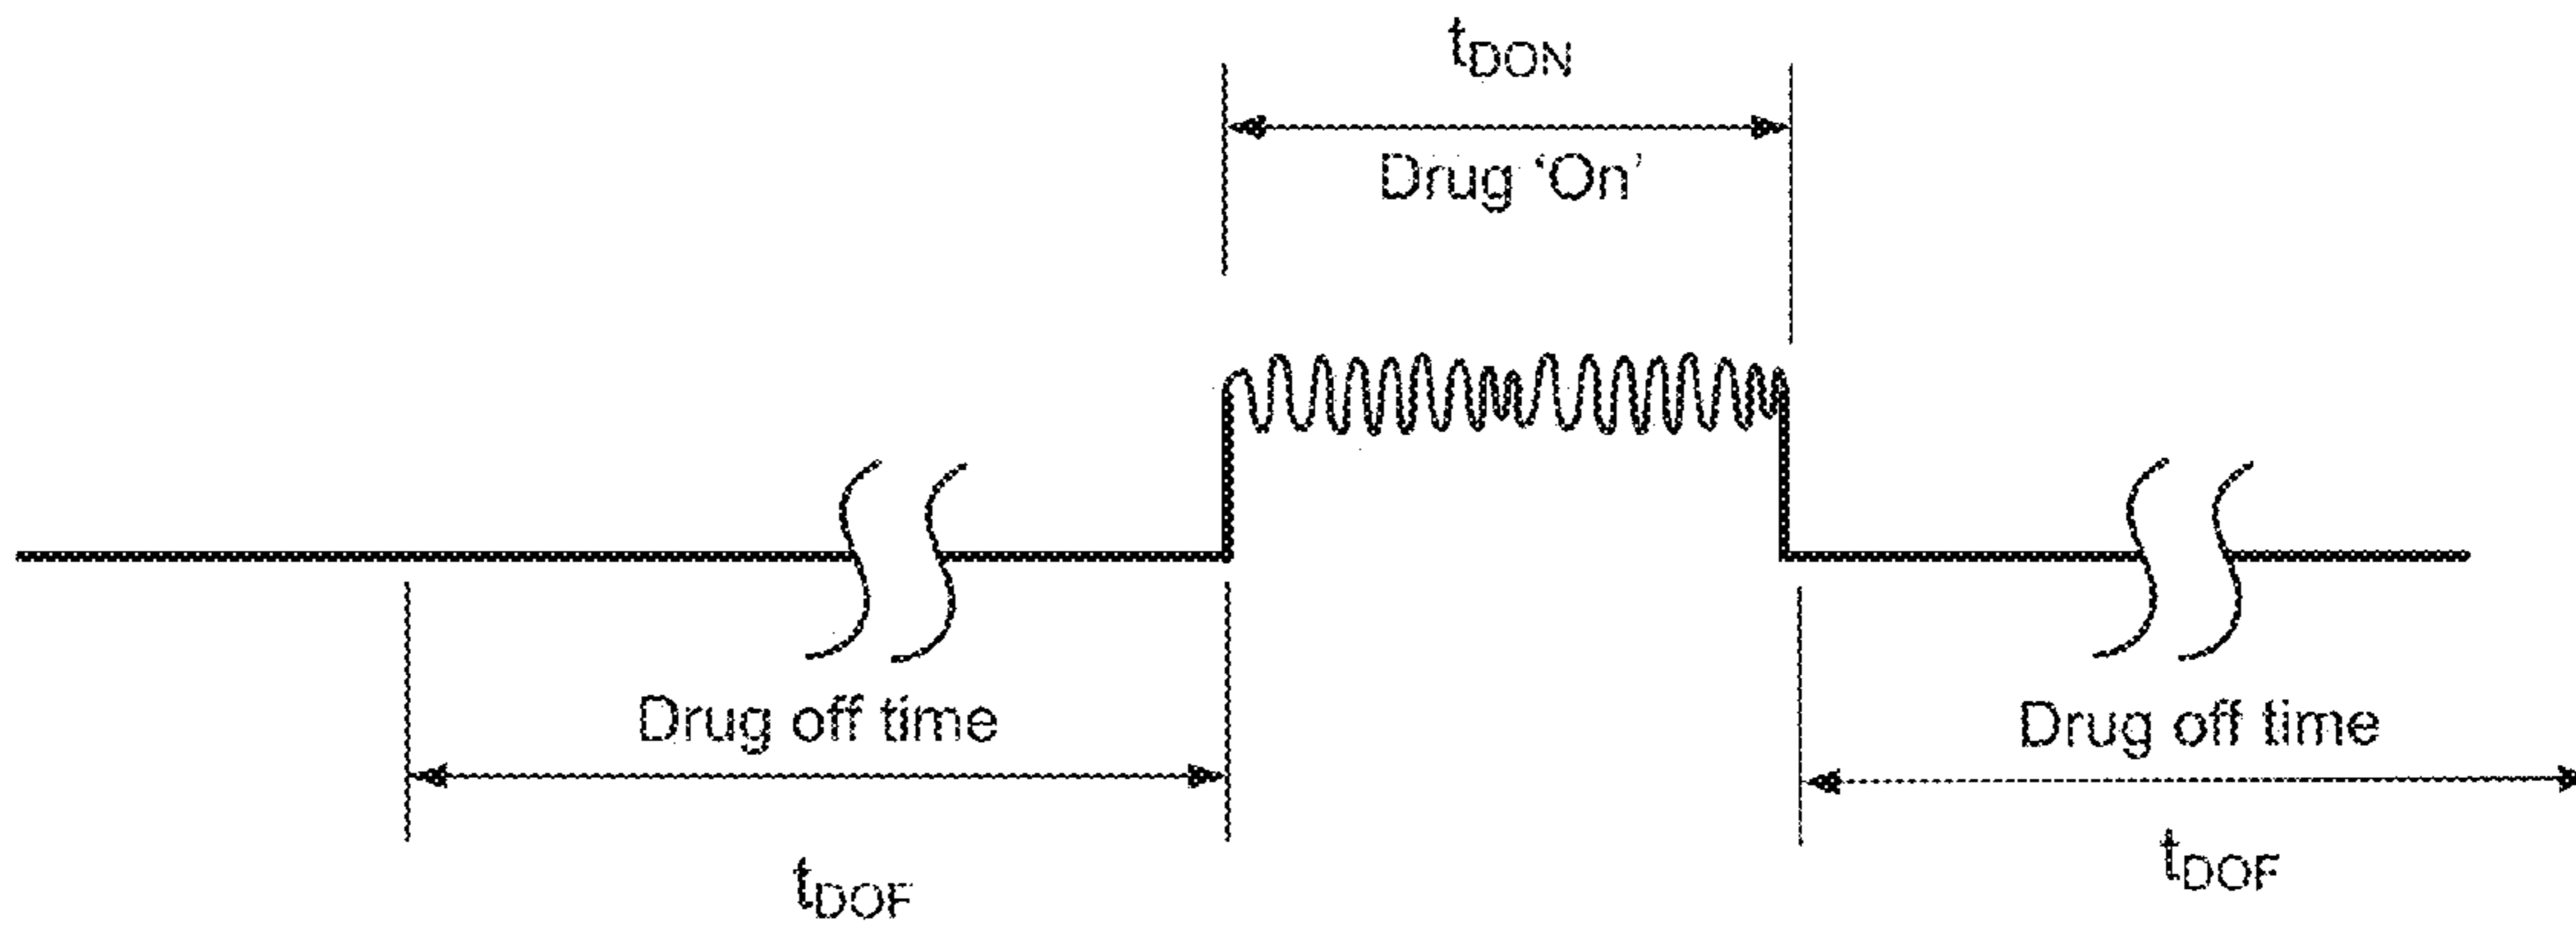 tDON
Drug ‘On’
Drug off time
tDOF
Drug off time
tDOF